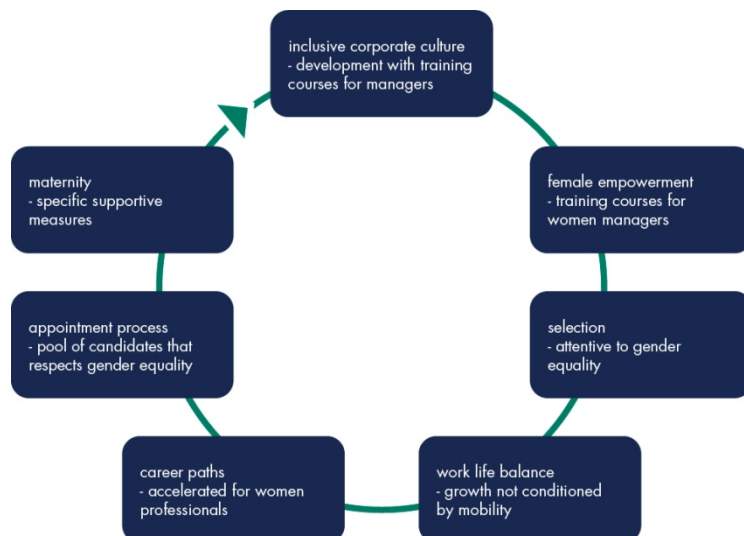 inclusive corporate culture
- development with training
courses for managers
female empowerment
- training courses for
women managers
selection
- attentive to gender
equality
work life balance
- growth not conditioned
by mobility
career paths
- accelerated for women
professionals
appointment process
- pool of candidates that
respects gender equality
maternity
- specific supportive
measures